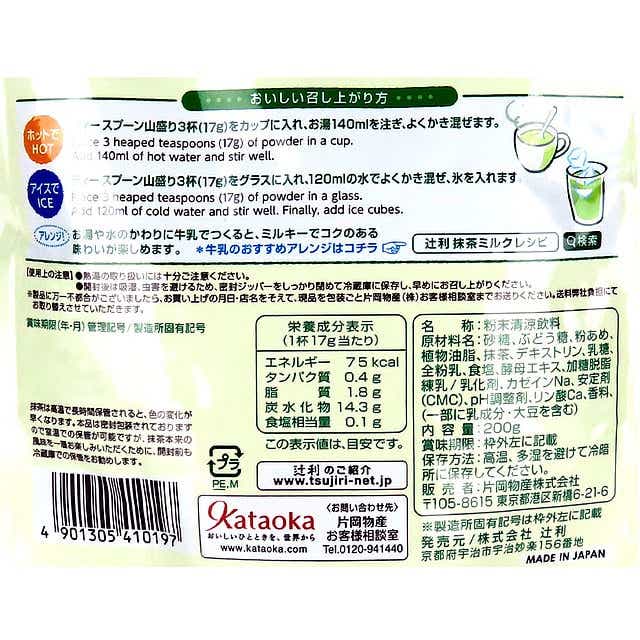 おいしい召し上がり方
ホットで
HOT
ティースプーン山盛り3杯(17g)をカップに入れ、お湯140mlを注ぎ、よくかき混ぜます。
Place 3 heaped teaspoons (17g) of powder in a cup.
Add 140ml of hot water and stir well.
アイスで
ICE
ティースプーン山盛り3杯(17g)をグラスに入れ、120mlの水でよくかき混ぜ、氷を入れます。
Place 3 heaped teaspoons (17g) of powder in a glass.
Add 120ml of cold water and stir well. Finally, add ice cubes.
アレンジ!
お湯や水のかわりに牛乳でつくると、ミルキーでコクのある
味わいが楽しめます。 *牛乳のおすすめアレンジはコチラ
辻利 抹茶ミルクレシピ 検索
【使用上の注意】●熱湯の取り扱いには十分ご注意ください。
●開封後は吸湿、虫害を避けるため、密封ジッパーをしっかり閉めて冷蔵庫に保存し、早めにお召し上がりください。
※製品に万一不都合がございましたら、お買い上げの月日・店名をそえて、現品を包装ごと片岡物産(株)お客様相談室までお送りください。送料弊社負担にて
お取り替えさせていただきます。
賞味期限(年・月)管理記号/製造所固有記号
栄養成分表示
(1杯17g当たり)
エネルギー 75kcal
タンパク質 0.4g
脂質 1.8g
炭水化物 14.3g
食塩相当量 0.1g
この表示値は、目安です。
名称:粉末清涼飲料
原材料名:砂糖、ぶどう糖、粉あめ、
植物油脂、抹茶、デキストリン、乳糖、
全粉乳、食塩、酵母エキス、加糖脱脂
練乳/乳化剤、カゼインNa、安定剤
(CMC)、pH調整剤、リン酸Ca、香料、
(一部に乳成分・大豆を含む)
内容量:200g
賞味期限:枠外左に記載
保存方法:高温、多湿を避けて冷暗
所に保存してください。
販売者:片岡物産株式会社
〒105-8615 東京都港区新橋6-21-6
※製造所固有記号は枠外左に記載
発売元/株式会社 辻利
京都府宇治市宇治妙楽156番地
MADE IN JAPAN
抹茶は高温で長時間保管されると、色の変化が
早くなります。本品は密封包装されております
ので室温での保管が可能ですが、抹茶本来の
風味を一層お楽しみいただくために、開封前も
冷蔵庫での保管をお勧めします。
プラ
PE.M
辻利のご紹介
www.tsujiri-net.jp
Kataoka
おいしいひとときを、世界から
www.kataoka.com
〈お問い合わせ先〉
片岡物産
お客様相談室
Tel.0120-941440
4 901305 410197